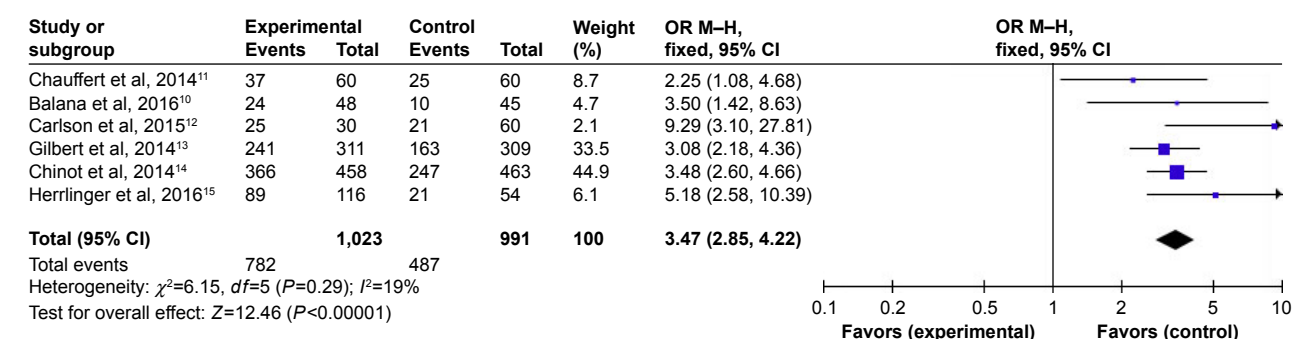 Study or Experimental Control Weight OR M–H, OR M–H,
subgroup Events Total Events Total (%) fixed, 95% CI fixed, 95% CI
Chauffert et al, 2014¹¹ 37 60 25 60 8.7 2.25 (1.08, 4.68)
Balana et al, 2016¹⁰ 24 48 10 45 4.7 3.50 (1.42, 8.63)
Carlson et al, 2015¹² 25 30 21 60 2.1 9.29 (3.10, 27.81)
Gilbert et al, 2014¹³ 241 311 163 309 33.5 3.08 (2.18, 4.36)
Chinot et al, 2014¹⁴ 366 458 247 463 44.9 3.48 (2.60, 4.66)
Herrlinger et al, 2016¹⁵ 89 116 21 54 6.1 5.18 (2.58, 10.39)
Total (95% CI) 1,023 991 100 3.47 (2.85, 4.22)
Total events 782 487
Heterogeneity: χ²=6.15, df=5 (P=0.29); I²=19%
Test for overall effect: Z=12.46 (P<0.00001)
0.1 0.2 0.5 1 2 5 10
Favors (experimental) Favors (control)